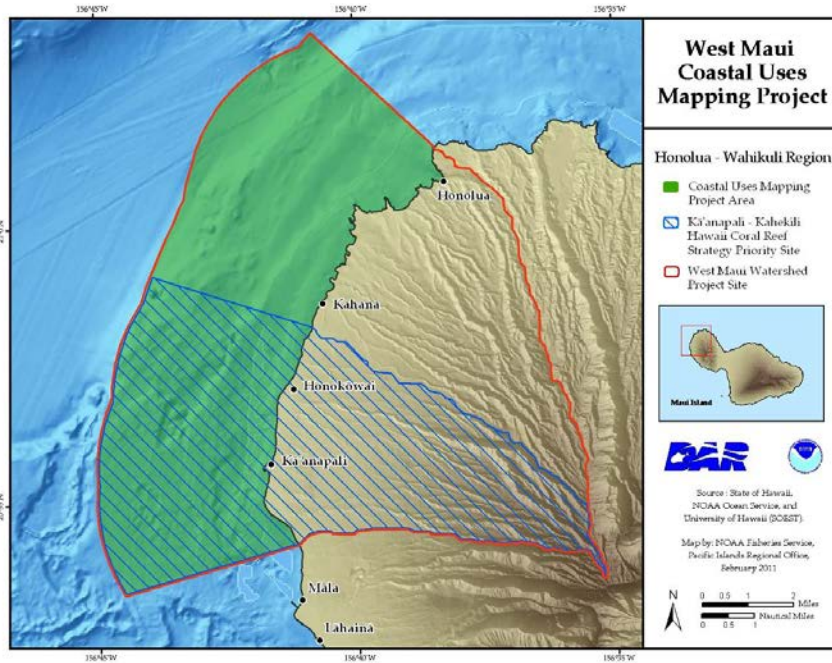 156°45'W
156°40'W
156°35'W
West Maui
Coastal Uses
Mapping Project
Honolua - Wahikuli Region
Coastal Uses Mapping
Project Area
Ka'anapali - Kahekili
Hawaii Coral Reef
Strategy Priority Site
West Maui Watershed
Project Site
Honolua
Kahana
Honokowai
Ka'anapali
Mala
Lahaina
Maui Island
DAR
Source: State of Hawaii,
NOAA Ocean Service, and
University of Hawaii (SOEST).
Map by: NOAA Fisheries Service,
Pacific Islands Regional Office,
February 2011
N
0 0.5 1 2
Miles
Nautical Miles
0 0.5 1
156°45'W
156°40'W
156°35'W